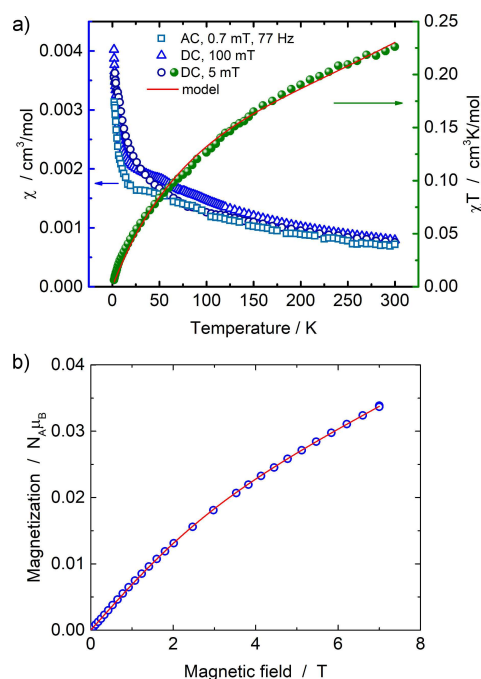 a)
AC, 0.7 mT, 77 Hz
DC, 100 mT
DC, 5 mT
model
0.004
0.003
0.002
0.001
0.000
χ / cm³/mol
0.25
0.20
0.15
0.10
0.05
0.00
χT / cm³K/mol
0 50 100 150 200 250 300
Temperature / K
b)
0.04
0.03
0.02
0.01
0.00
Magnetization / N_Aμ_B
0 2 4 6 8
Magnetic field / T